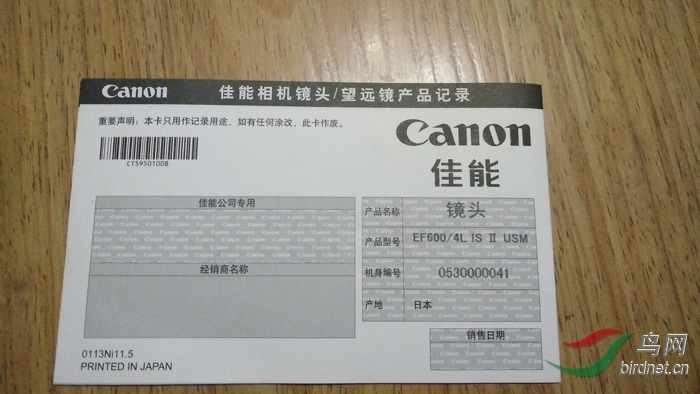 Canon 佳能相机镜头/望远镜产品记录
重要声明：本卡只用作记录用途，如有任何涂改，此卡作废。
CT59501008
Canon
佳能
佳能公司专用
经销商名称
产品名称 镜头
产品型号 EF600/4L IS Ⅱ USM
机身编号 0530000041
产地 日本
销售日期
0113Ni11.5
PRINTED IN JAPAN
鸟网
birdnet.cn